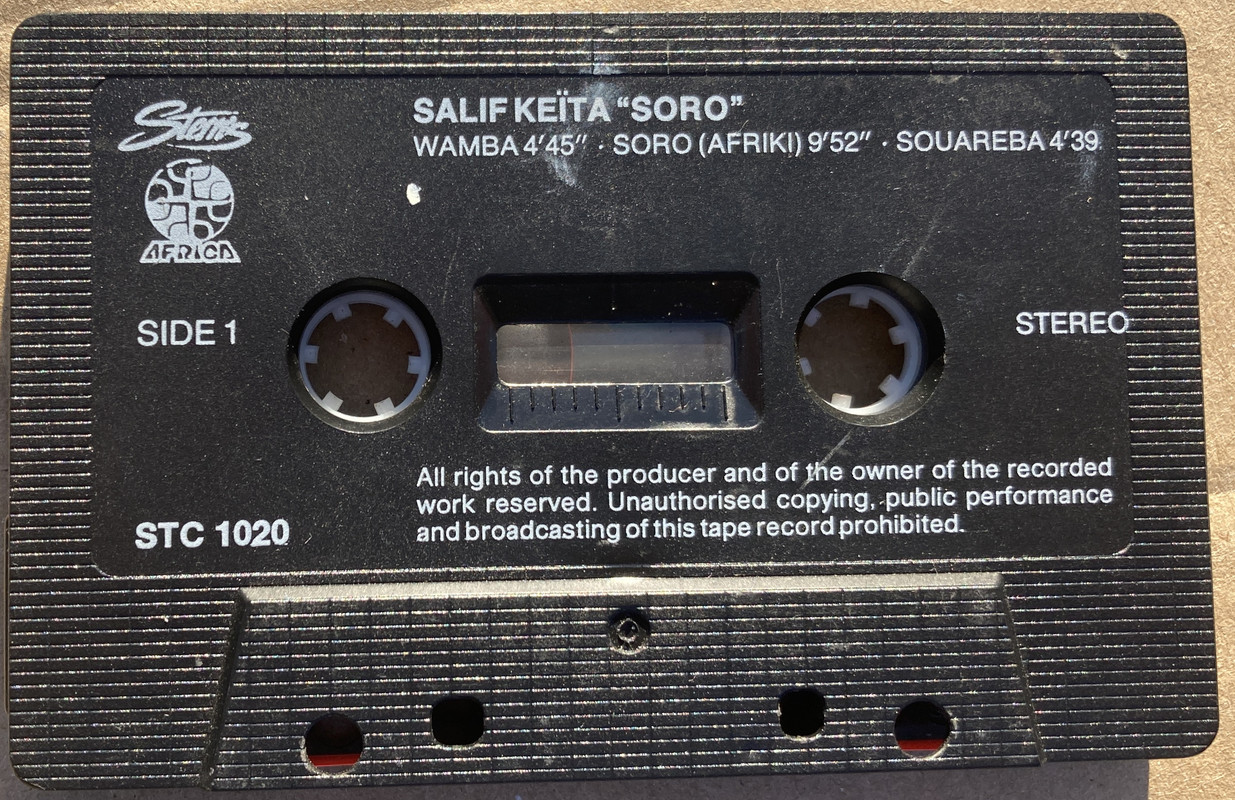 Stern's
AFRICA
SALIF KEÏTA “SORO”
WAMBA 4’45” · SORO (AFRIKI) 9’52” · SOUAREBA 4’39
SIDE 1
STEREO
All rights of the producer and of the owner of the recorded
work reserved. Unauthorised copying, public performance
and broadcasting of this tape record prohibited.
STC 1020